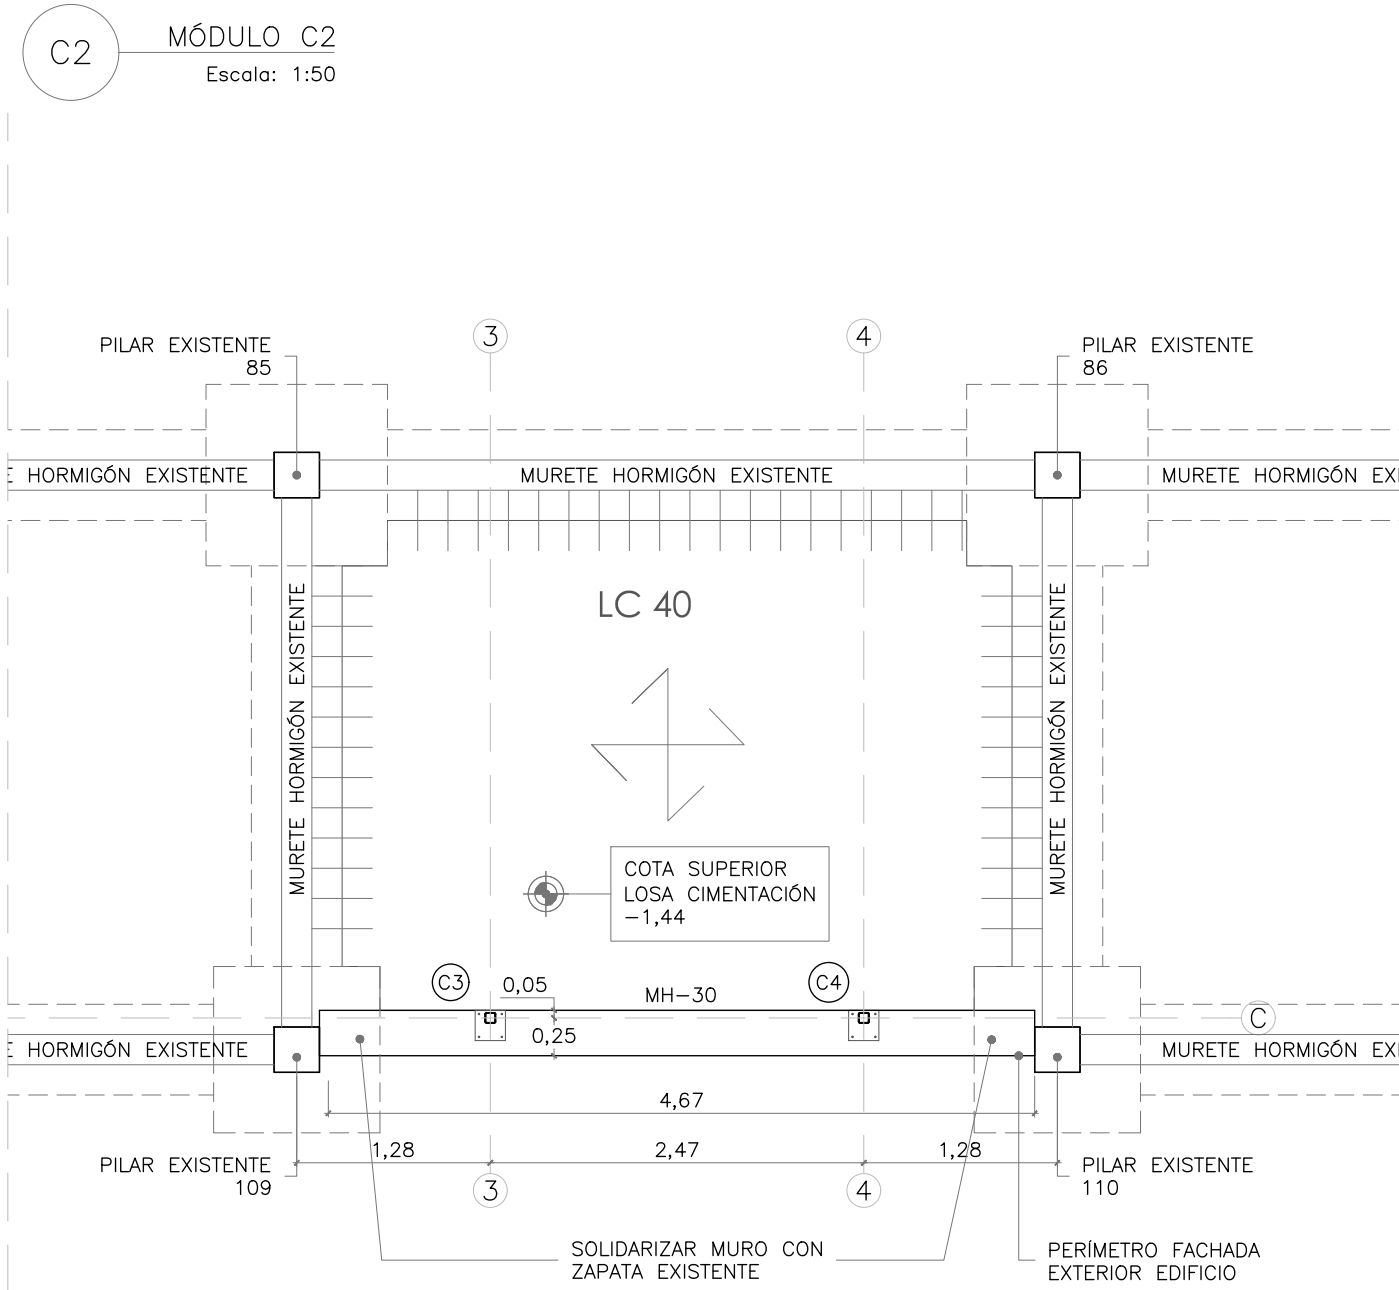 C2
MÓDULO C2
Escala: 1:50
3
4
PILAR EXISTENTE
85
PILAR EXISTENTE
86
E HORMIGÓN EXISTENTE
MURETE HORMIGÓN EXISTENTE
MURETE HORMIGÓN EXI
LC 40
MURETE HORMIGÓN EXISTENTE
MURETE HORMIGÓN EXISTENTE
COTA SUPERIOR
LOSA CIMENTACIÓN
-1,44
C3
0,05
MH-30
C4
C
0,25
E HORMIGÓN EXISTENTE
MURETE HORMIGÓN EXI
4,67
1,28
2,47
1,28
PILAR EXISTENTE
109
3
4
PILAR EXISTENTE
110
SOLIDARIZAR MURO CON
ZAPATA EXISTENTE
PERÍMETRO FACHADA
EXTERIOR EDIFICIO